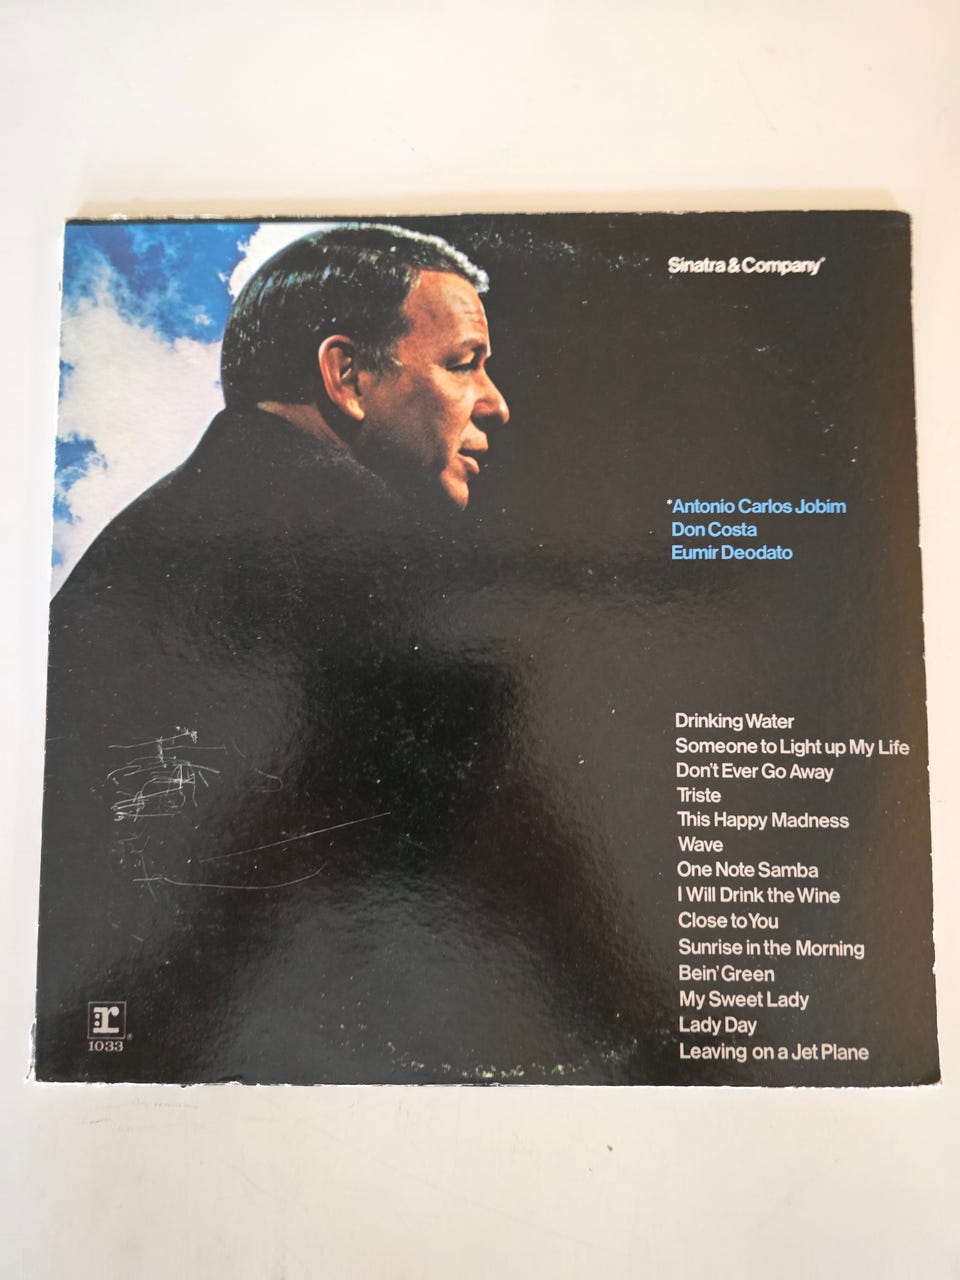 Sinatra & Company*
*Antonio Carlos Jobim
Don Costa
Eumir Deodato
Drinking Water
Someone to Light up My Life
Don't Ever Go Away
Triste
This Happy Madness
Wave
One Note Samba
I Will Drink the Wine
Close to You
Sunrise in the Morning
Bein' Green
My Sweet Lady
Lady Day
Leaving on a Jet Plane
:r
®
1033